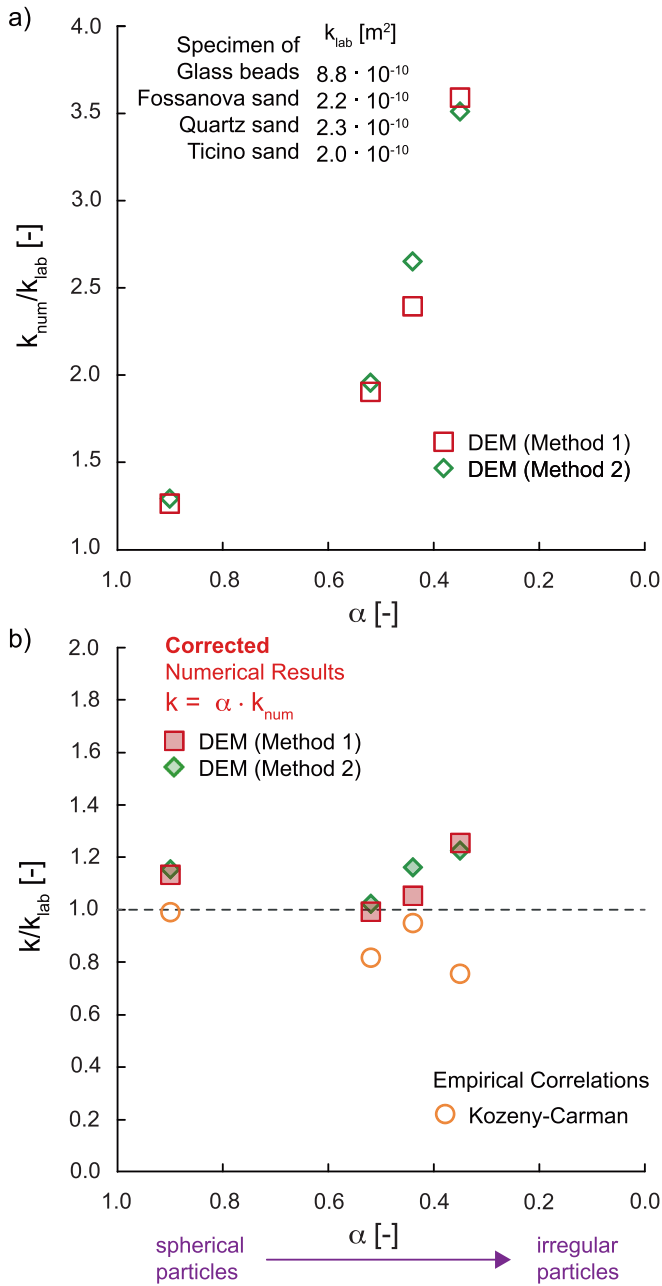 a)
Specimen of k_lab [m²]
Glass beads 8.8 · 10⁻¹⁰
Fossanova sand 2.2 · 10⁻¹⁰
Quartz sand 2.3 · 10⁻¹⁰
Ticino sand 2.0 · 10⁻¹⁰
4.0
3.5
3.0
2.5
2.0
1.5
1.0
k_num/k_lab [-]
DEM (Method 1)
DEM (Method 2)
1.0 0.8 0.6 0.4 0.2 0.0
α [-]
b)
Corrected
Numerical Results
k = α · k_num
DEM (Method 1)
DEM (Method 2)
2.0
1.8
1.6
1.4
1.2
1.0
0.8
0.6
0.4
0.2
0.0
k/k_lab [-]
Empirical Correlations
Kozeny-Carman
1.0 0.8 0.6 0.4 0.2 0.0
α [-]
spherical
particles
irregular
particles